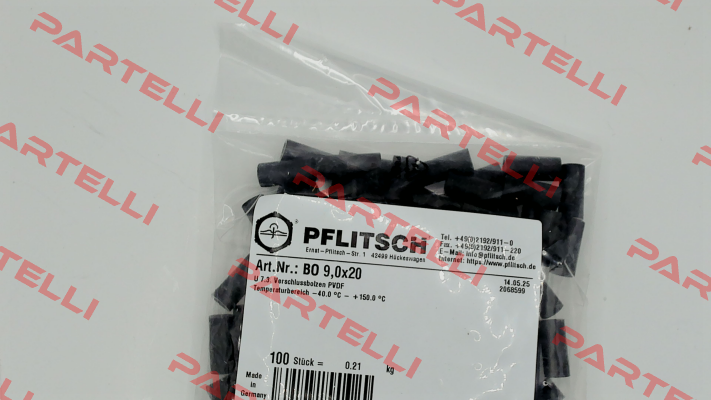 PFLITSCH
Ernst-Pflitsch-Str. 1 42499 Hückeswagen
Tel. +49(0)2192/911-0
Fax. +49(0)2192/911-220
E-Mail: info@pflitsch.de
Internet: https://www.pflitsch.de
Art.Nr.: BO 9,0x20
14.05.25
2068599
U 7.3. Verschlussbolzen PVDF
Temperaturbereich -40.0 °C - +150.0 °C
100 Stück = 0.21 kg
Made
in
Germany
PARTELLI
PARTELLI
PARTELLI
PARTELLI
PARTELLI
PARTELLI
PARTELLI
PARTELLI
PARTELLI
PARTELLI